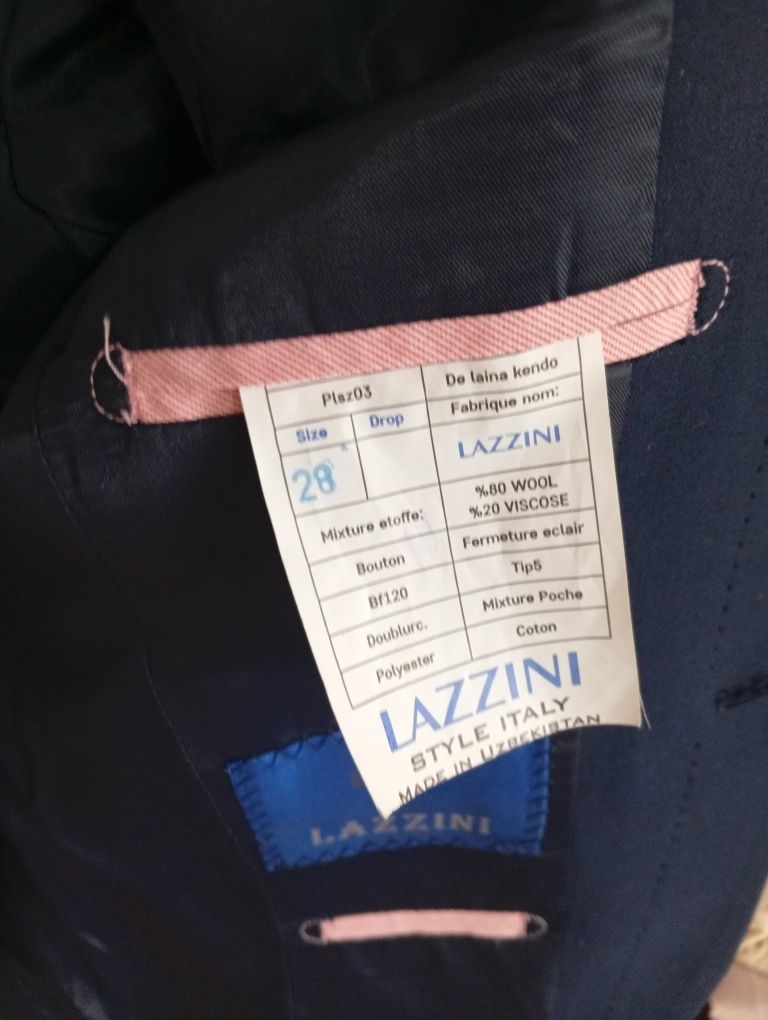 Plsz03
De laina kendo
Size
Drop
Fabrique nom:
28
LAZZINI
Mixture etoffe:
%80 WOOL
%20 VISCOSE
Bouton
Fermeture eclair
Bf120
Tip5
Doublurc.
Mixture Poche
Polyester
Coton
LAZZINI
STYLE ITALY
MADE IN UZBEKISTAN
LAZZINI